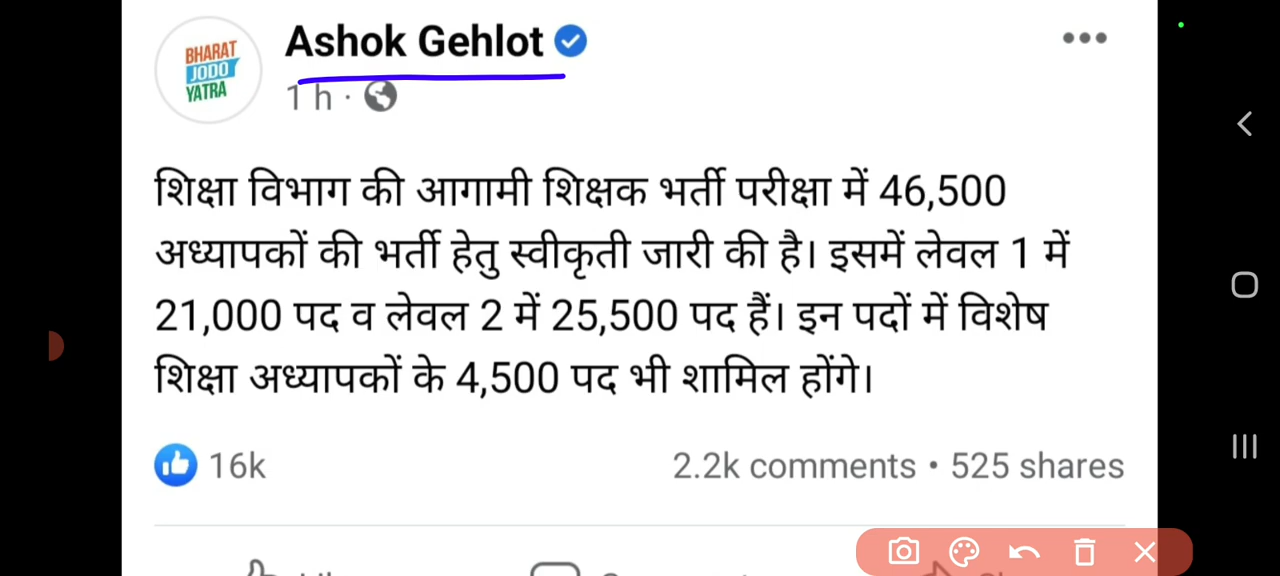 BHARAT
JODO
YATRA
Ashok Gehlot
1 h ·
शिक्षा विभाग की आगामी शिक्षक भर्ती परीक्षा में 46,500
अध्यापकों की भर्ती हेतु स्वीकृती जारी की है। इसमें लेवल 1 में
21,000 पद व लेवल 2 में 25,500 पद हैं। इन पदों में विशेष
शिक्षा अध्यापकों के 4,500 पद भी शामिल होंगे।
16k
2.2k comments • 525 shares